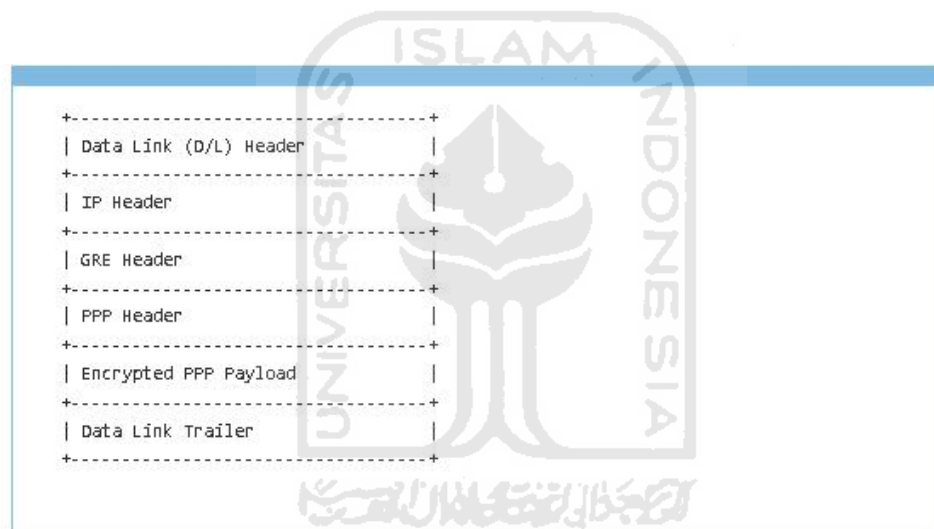 ISLAM
UNIVERSITAS
INDONESIA
+---------------------------------+
| Data Link (D/L) Header |
+---------------------------------+
| IP Header |
+---------------------------------+
| GRE Header |
+---------------------------------+
| PPP Header |
+---------------------------------+
| Encrypted PPP Payload |
+---------------------------------+
| Data Link Trailer |
+---------------------------------+